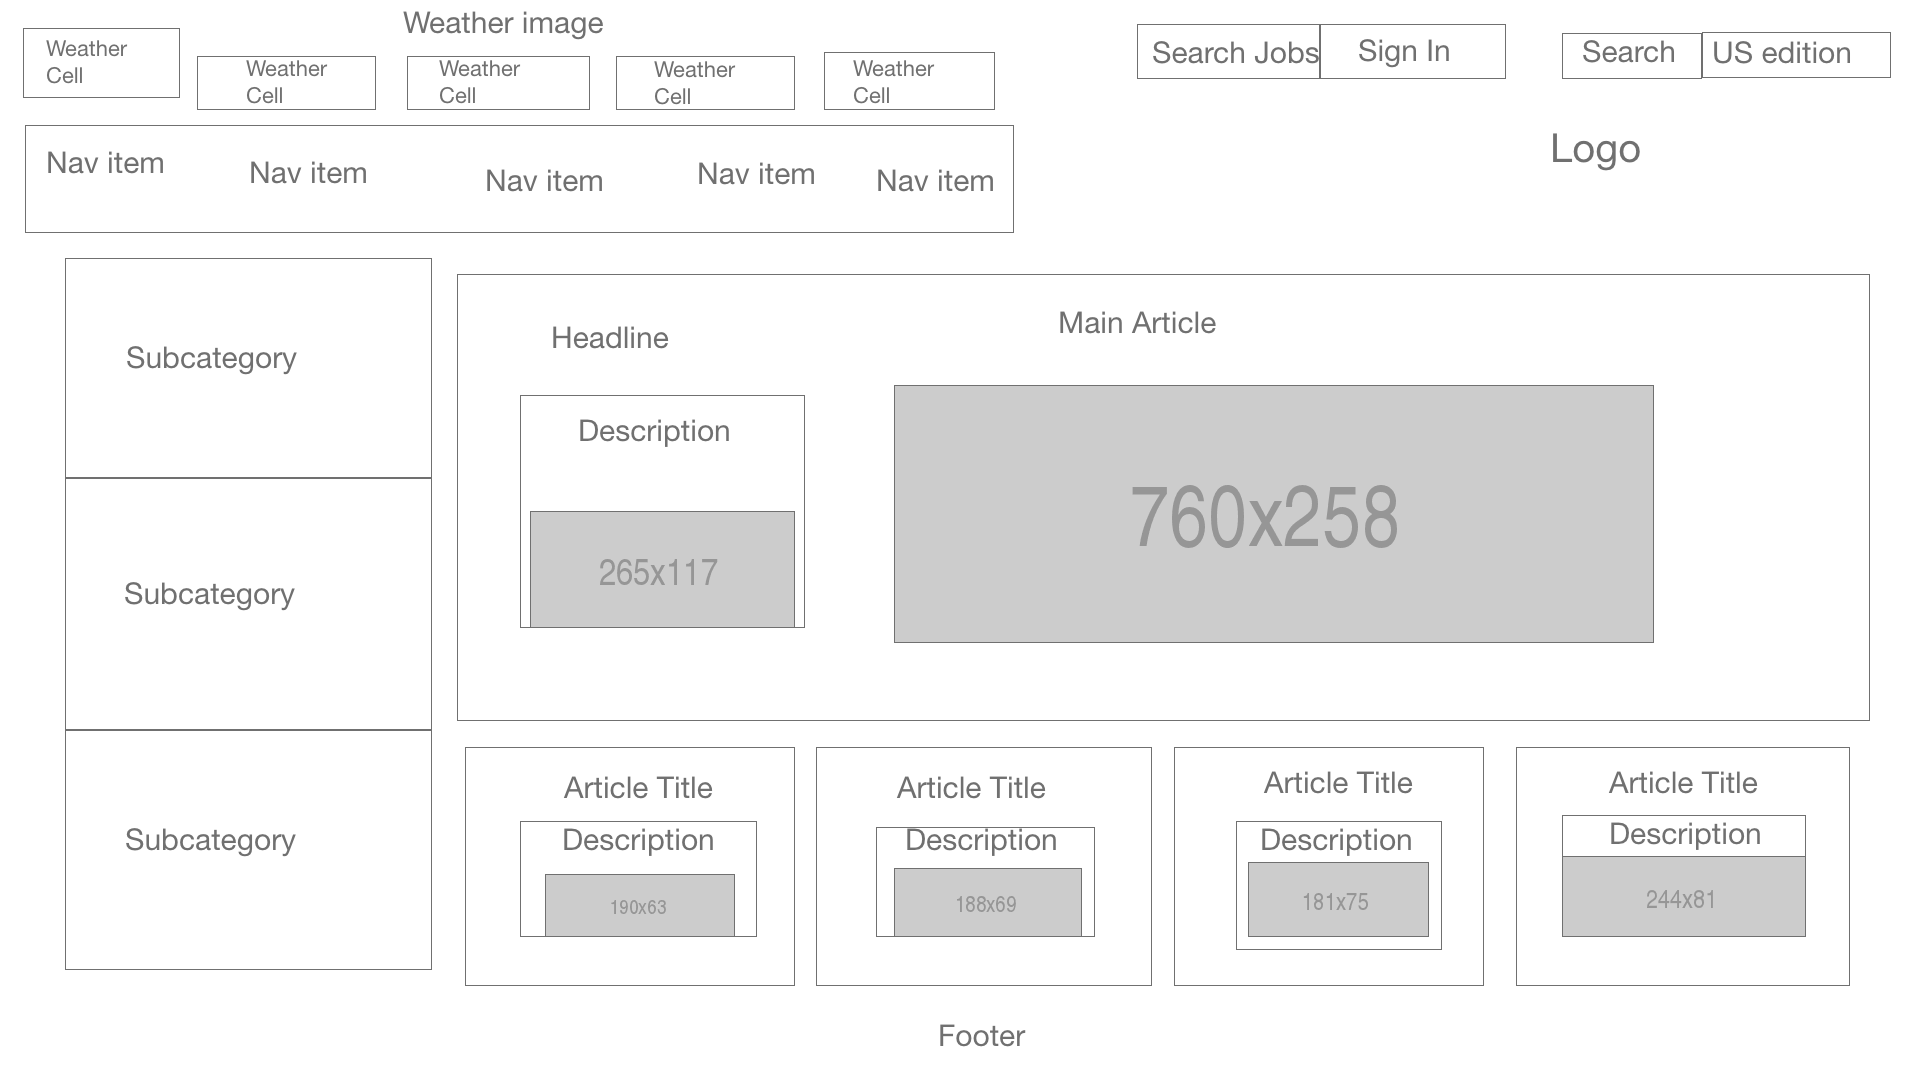 Weather image
Weather
Cell
Weather
Cell
Weather
Cell
Weather
Cell
Weather
Cell
Search Jobs
Sign In
Search
US edition
Nav item
Nav item
Nav item
Nav item
Nav item
Logo
Subcategory
Subcategory
Subcategory
Headline
Main Article
Description
265x117
760x258
Article Title
Description
190x63
Article Title
Description
188x69
Article Title
Description
181x75
Article Title
Description
244x81
Footer